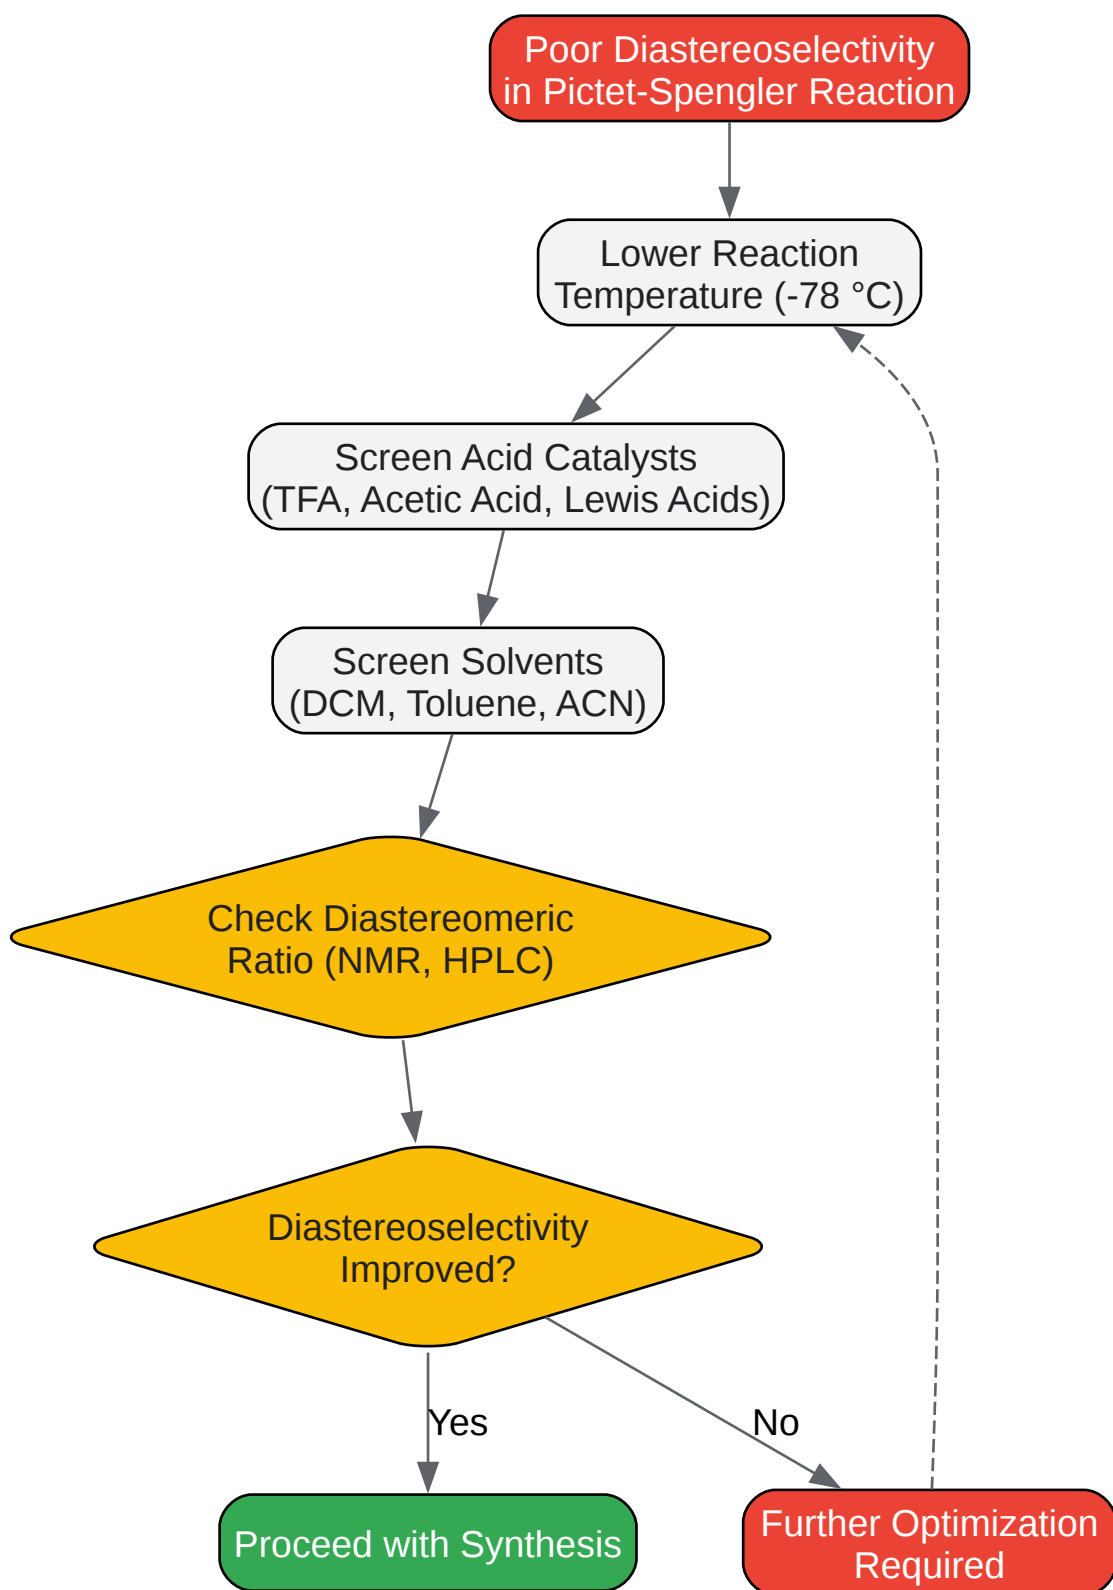 Poor Diastereoselectivity
in Pictet-Spengler Reaction
Lower Reaction
Temperature (-78 °C)
Screen Acid Catalysts
(TFA, Acetic Acid, Lewis Acids)
Screen Solvents
(DCM, Toluene, ACN)
Check Diastereomeric
Ratio (NMR, HPLC)
Diastereoselectivity
Improved?
Yes
No
Proceed with Synthesis
Further Optimization
Required